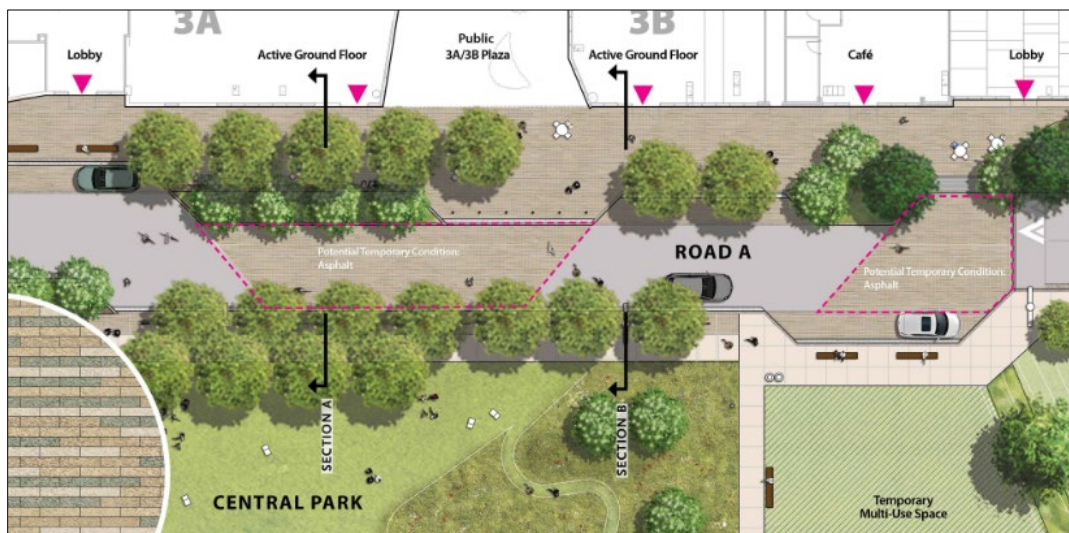 3A
3B
Lobby
Active Ground Floor
Public
3A/3B Plaza
Active Ground Floor
Café
Lobby
Potential Temporary Condition:
Asphalt
ROAD A
Potential Temporary Condition:
Asphalt
SECTION A
SECTION B
CENTRAL PARK
Temporary
Multi-Use Space